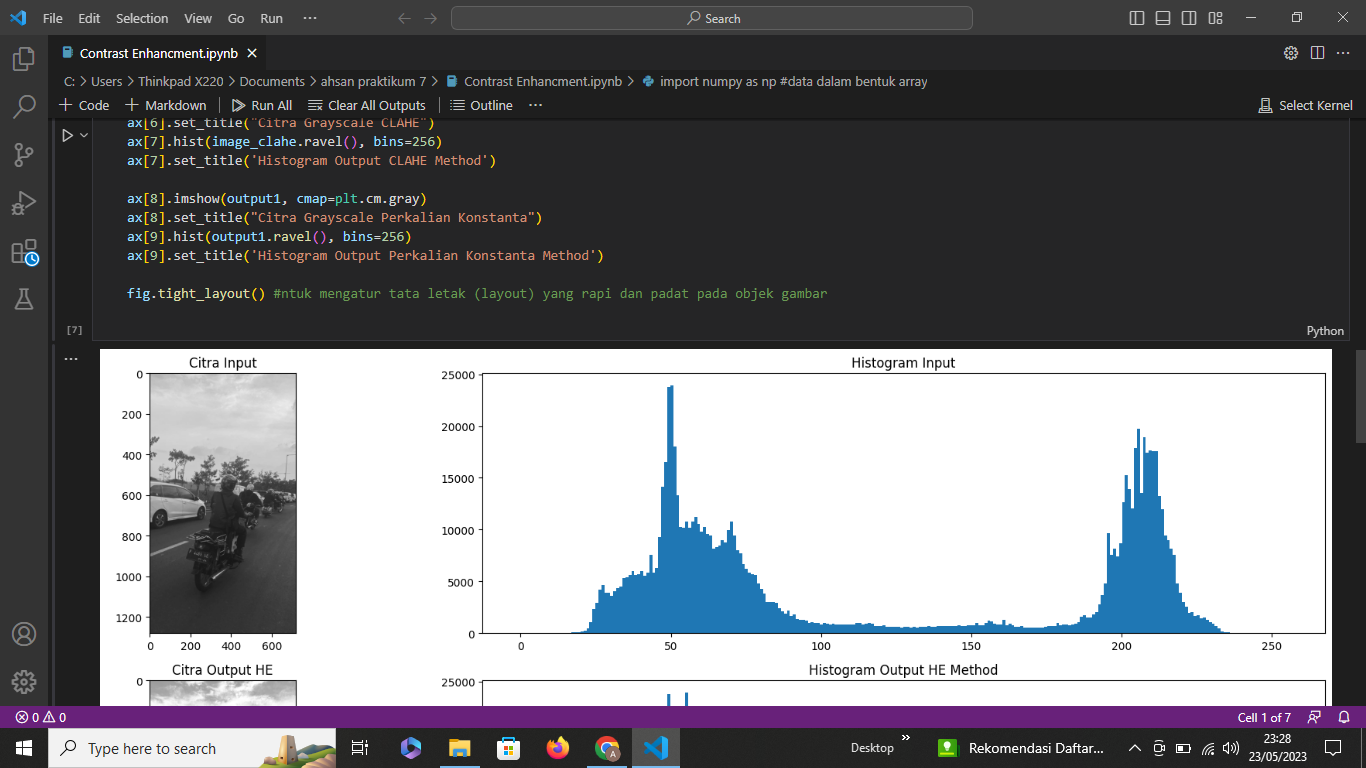 File Edit Selection View Go Run ··· Search
Contrast Enhancment.ipynb
C: > Users > Thinkpad X220 > Documents > ahsan praktikum 7 > Contrast Enhancment.ipynb > import numpy as np #data dalam bentuk array
+ Code + Markdown Run All Clear All Outputs Outline ··· Select Kernel
ax[6].set_title("Citra Grayscale CLAHE")
ax[7].hist(image_clahe.ravel(), bins=256)
ax[7].set_title('Histogram Output CLAHE Method')
ax[8].imshow(output1, cmap=plt.cm.gray)
ax[8].set_title("Citra Grayscale Perkalian Konstanta")
ax[9].hist(output1.ravel(), bins=256)
ax[9].set_title('Histogram Output Perkalian Konstanta Method')
fig.tight_layout() #ntuk mengatur tata letak (layout) yang rapi dan padat pada objek gambar
[7]
Python
Citra Input
0
200
400
600
800
1000
1200
0 200 400 600
Histogram Input
25000
20000
15000
10000
5000
0
0 50 100 150 200 250
Citra Output HE
0
Histogram Output HE Method
25000
0 0
Cell 1 of 7
Type here to search
Desktop
Rekomendasi Daftar...
23:28
23/05/2023